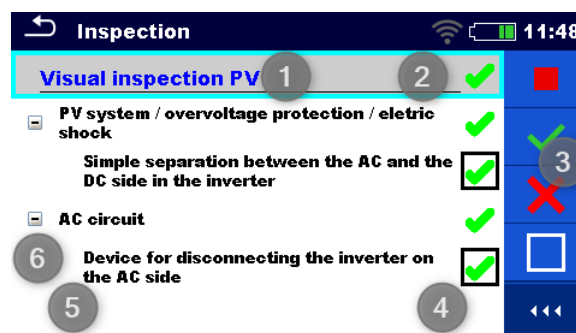 Inspection 11:48
Visual inspection PV 1 2
PV system / overvoltage protection / eletric
shock
3
Simple separation between the AC and the
DC side in the inverter
AC circuit
6 Device for disconnecting the inverter on
the AC side
5 4